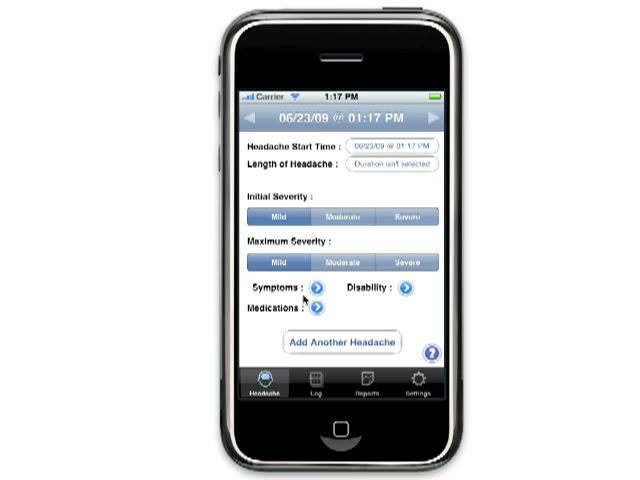 Carrier 1:17 PM
06/23/09 @ 01:17 PM
Headache Start Time : 06/23/09 @ 01:17 PM
Length of Headache : Duration isn't selected
Initial Severity :
Mild Moderate Severe
Maximum Severity :
Mild Moderate Severe
Symptoms : Disability :
Medications :
Add Another Headache
?
Headache Log Reports Settings